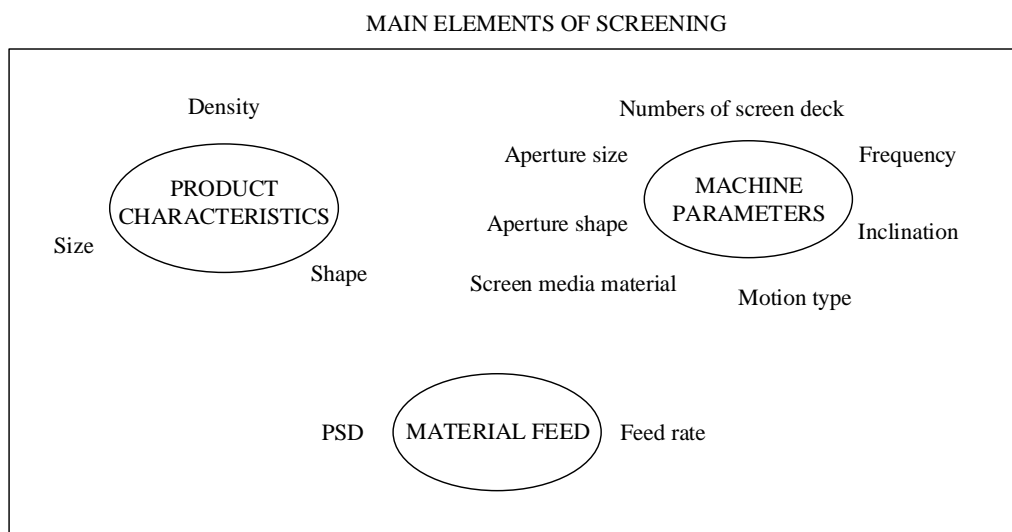 MAIN ELEMENTS OF SCREENING
Density
PRODUCT
CHARACTERISTICS
Size
Shape
Numbers of screen deck
Aperture size
Frequency
MACHINE
PARAMETERS
Aperture shape
Inclination
Screen media material
Motion type
PSD
MATERIAL FEED
Feed rate